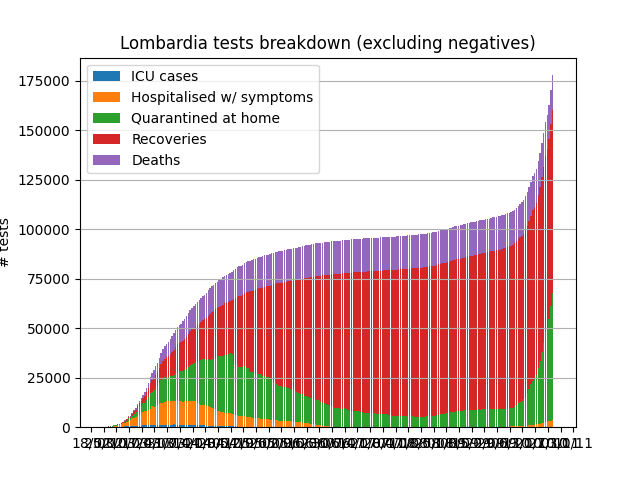 Lombardia tests breakdown (excluding negatives)
ICU cases
Hospitalised w/ symptoms
Quarantined at home
Recoveries
Deaths
175000
150000
125000
100000
75000
50000
25000
0
# tests